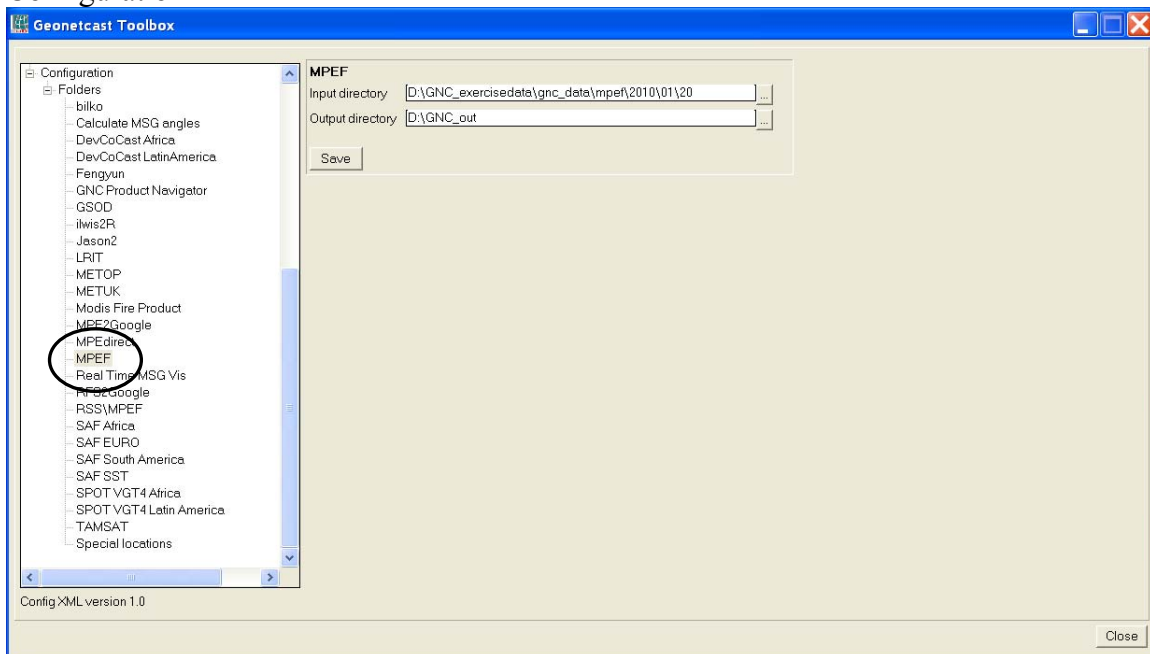 Geonetcast Toolbox
Configuration
Folders
bilko
Calculate MSG angles
DevCoCast Africa
DevCoCast LatinAmerica
Fengyun
GNC Product Navigator
GSOD
ilwis2R
Jason2
LRIT
METOP
METUK
Modis Fire Product
MPE2Google
MPEdirect
MPEF
Real Time MSG Vis
RFS2Google
RSS\MPEF
SAF Africa
SAF EURO
SAF South America
SAF SST
SPOT VGT4 Africa
SPOT VGT4 Latin America
TAMSAT
Special locations
Config XML version 1.0
MPEF
Input directory D:\GNC_exercisedata\gnc_data\mpef\2010\01\20 ...
Output directory D:\GNC_out ...
Save
Close